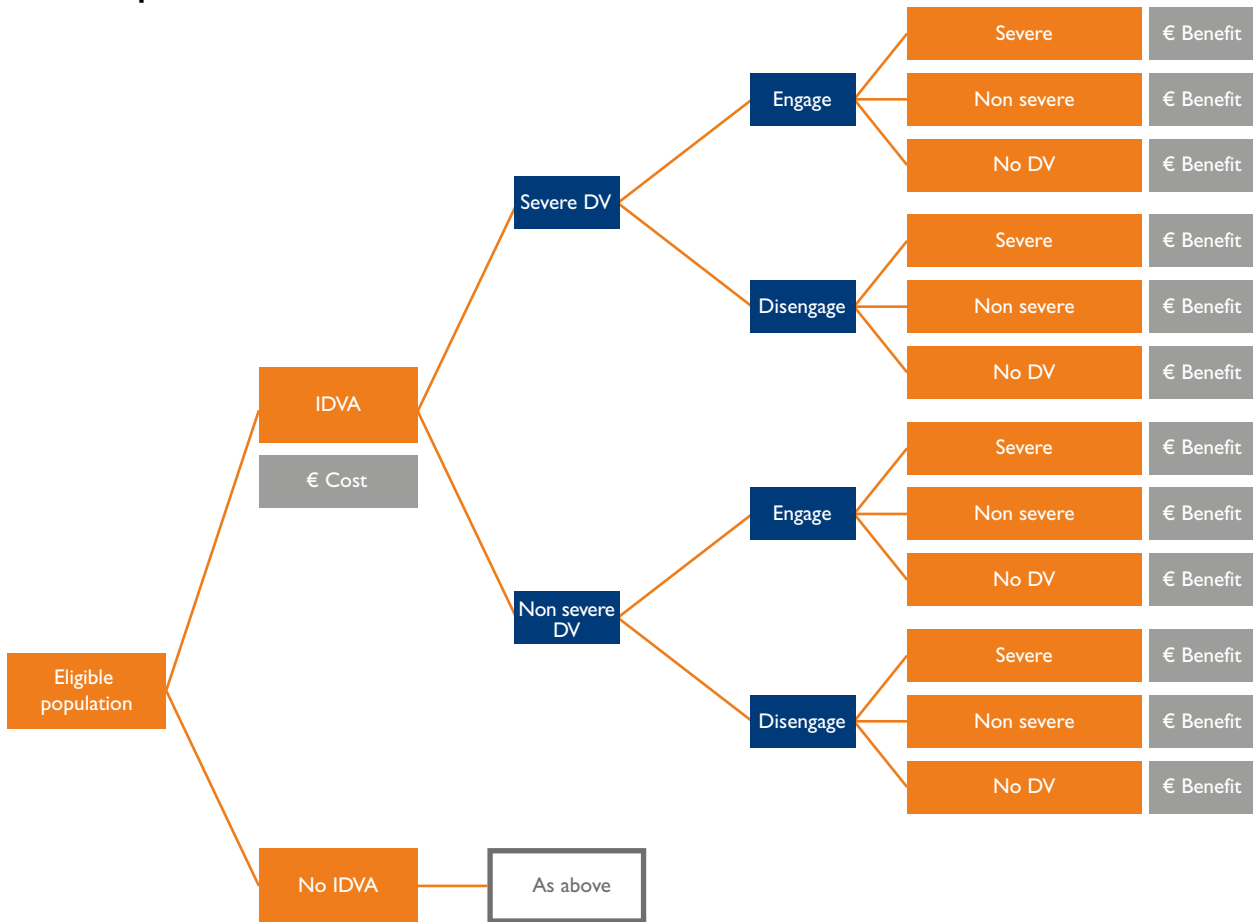 Severe
€ Benefit
Engage
Non severe
€ Benefit
No DV
€ Benefit
Severe DV
Severe
€ Benefit
Disengage
Non severe
€ Benefit
No DV
€ Benefit
IDVA
€ Cost
Severe
€ Benefit
Engage
Non severe
€ Benefit
No DV
€ Benefit
Non severe
DV
Severe
€ Benefit
Disengage
Non severe
€ Benefit
No DV
€ Benefit
Eligible
population
No IDVA
As above